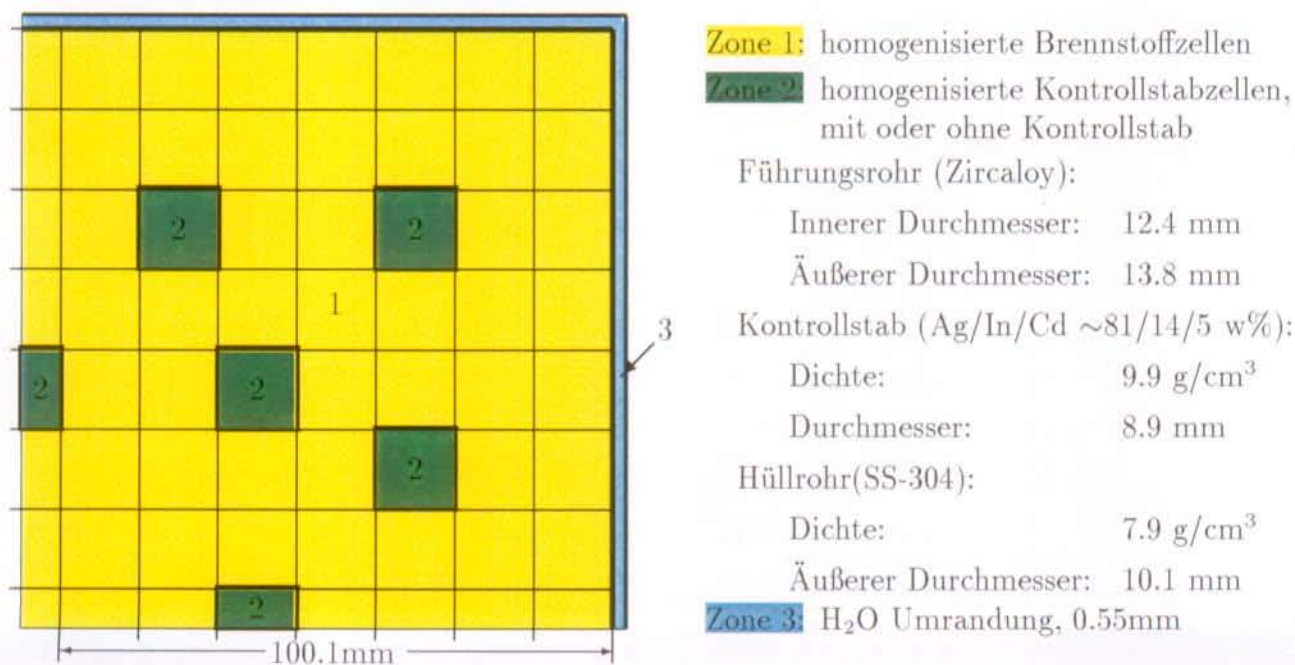 2
2
1
3
2
2
2
2
100.1mm
Zone 1: homogenisierte Brennstoffzellen
Zone 2: homogenisierte Kontrollstabzellen,
mit oder ohne Kontrollstab
Führungsrohr (Zircaloy):
Innerer Durchmesser: 12.4 mm
Äußerer Durchmesser: 13.8 mm
Kontrollstab (Ag/In/Cd ~81/14/5 w%):
Dichte: 9.9 g/cm³
Durchmesser: 8.9 mm
Hüllrohr(SS-304):
Dichte: 7.9 g/cm³
Äußerer Durchmesser: 10.1 mm
Zone 3: H₂O Umrandung, 0.55mm